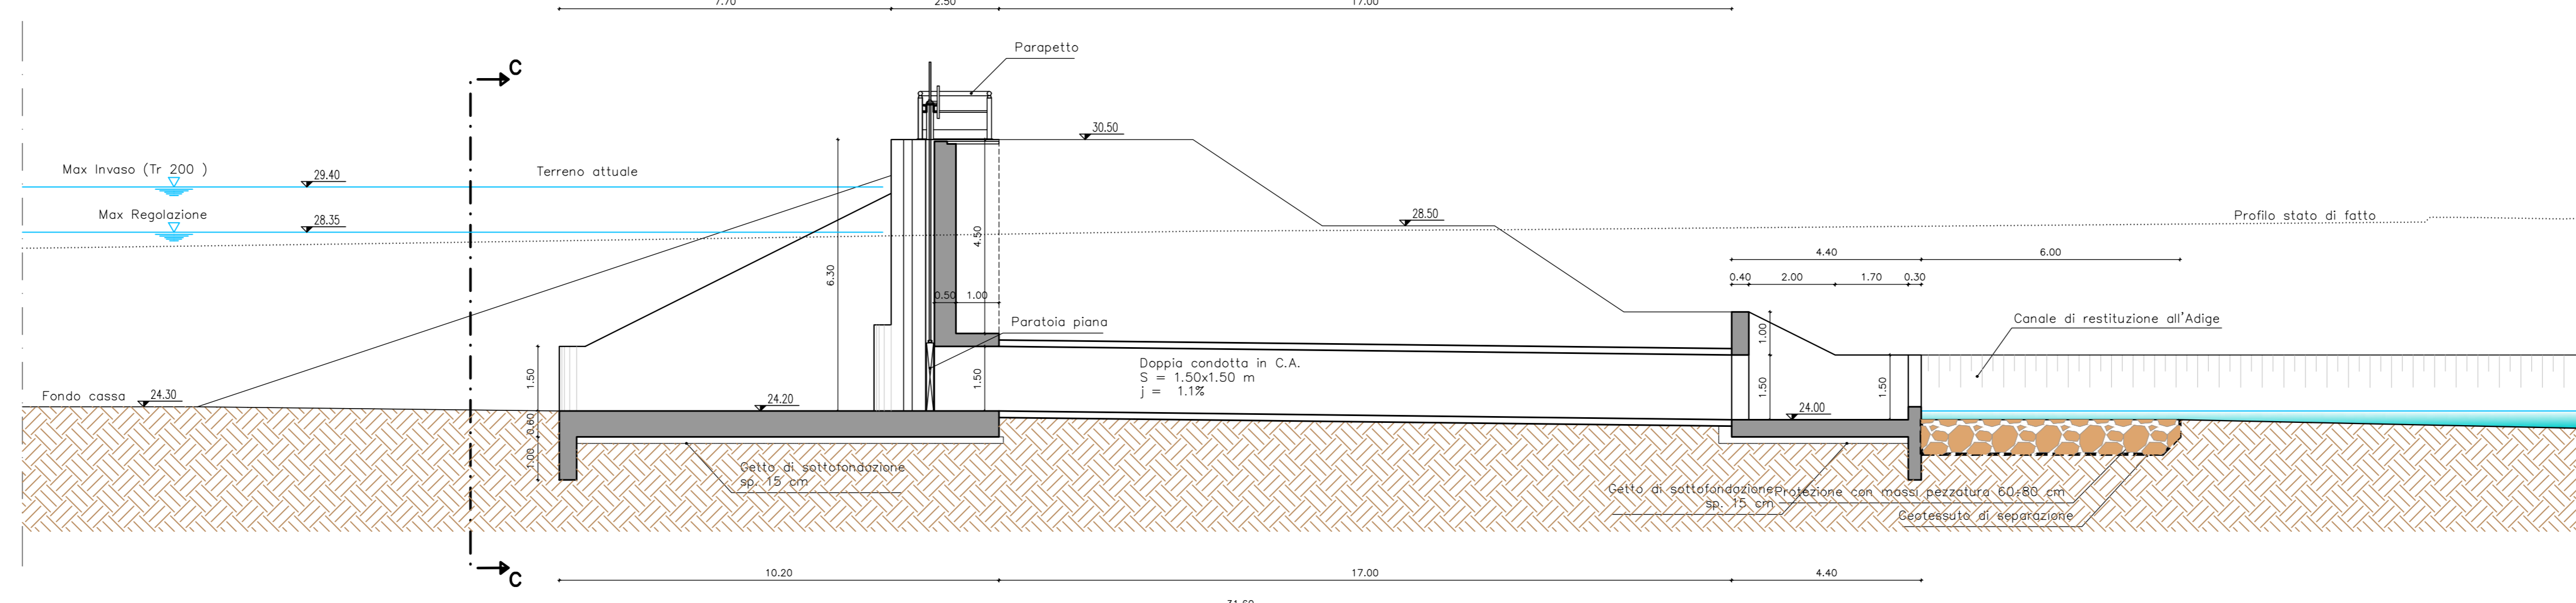 7.70 2.50 17.00
Parapetto
C
30.50
Max Invaso (Tr 200 )
29.40
Terreno attuale
Max Regolazione
28.35
28.50
Profilo stato di fatto
4.50
6.30
4.40 6.00
0.40 2.00 1.70 0.30
0.50 1.00
Paratoia piana
Canale di restituzione all'Adige
1.00
Doppia condotta in C.A.
S = 1.50x1.50 m
j = 1.1%
1.50
1.50
1.50
1.50
Fondo cassa
24.30
24.20
24.00
0.60
1.00
Getto di sottofondazione
sp. 15 cm
Getto di sottofondazione
sp. 15 cm
Protezione con massi pezzatura 60÷80 cm
Geotessuto di separazione
C
10.20 17.00 4.40
31.60